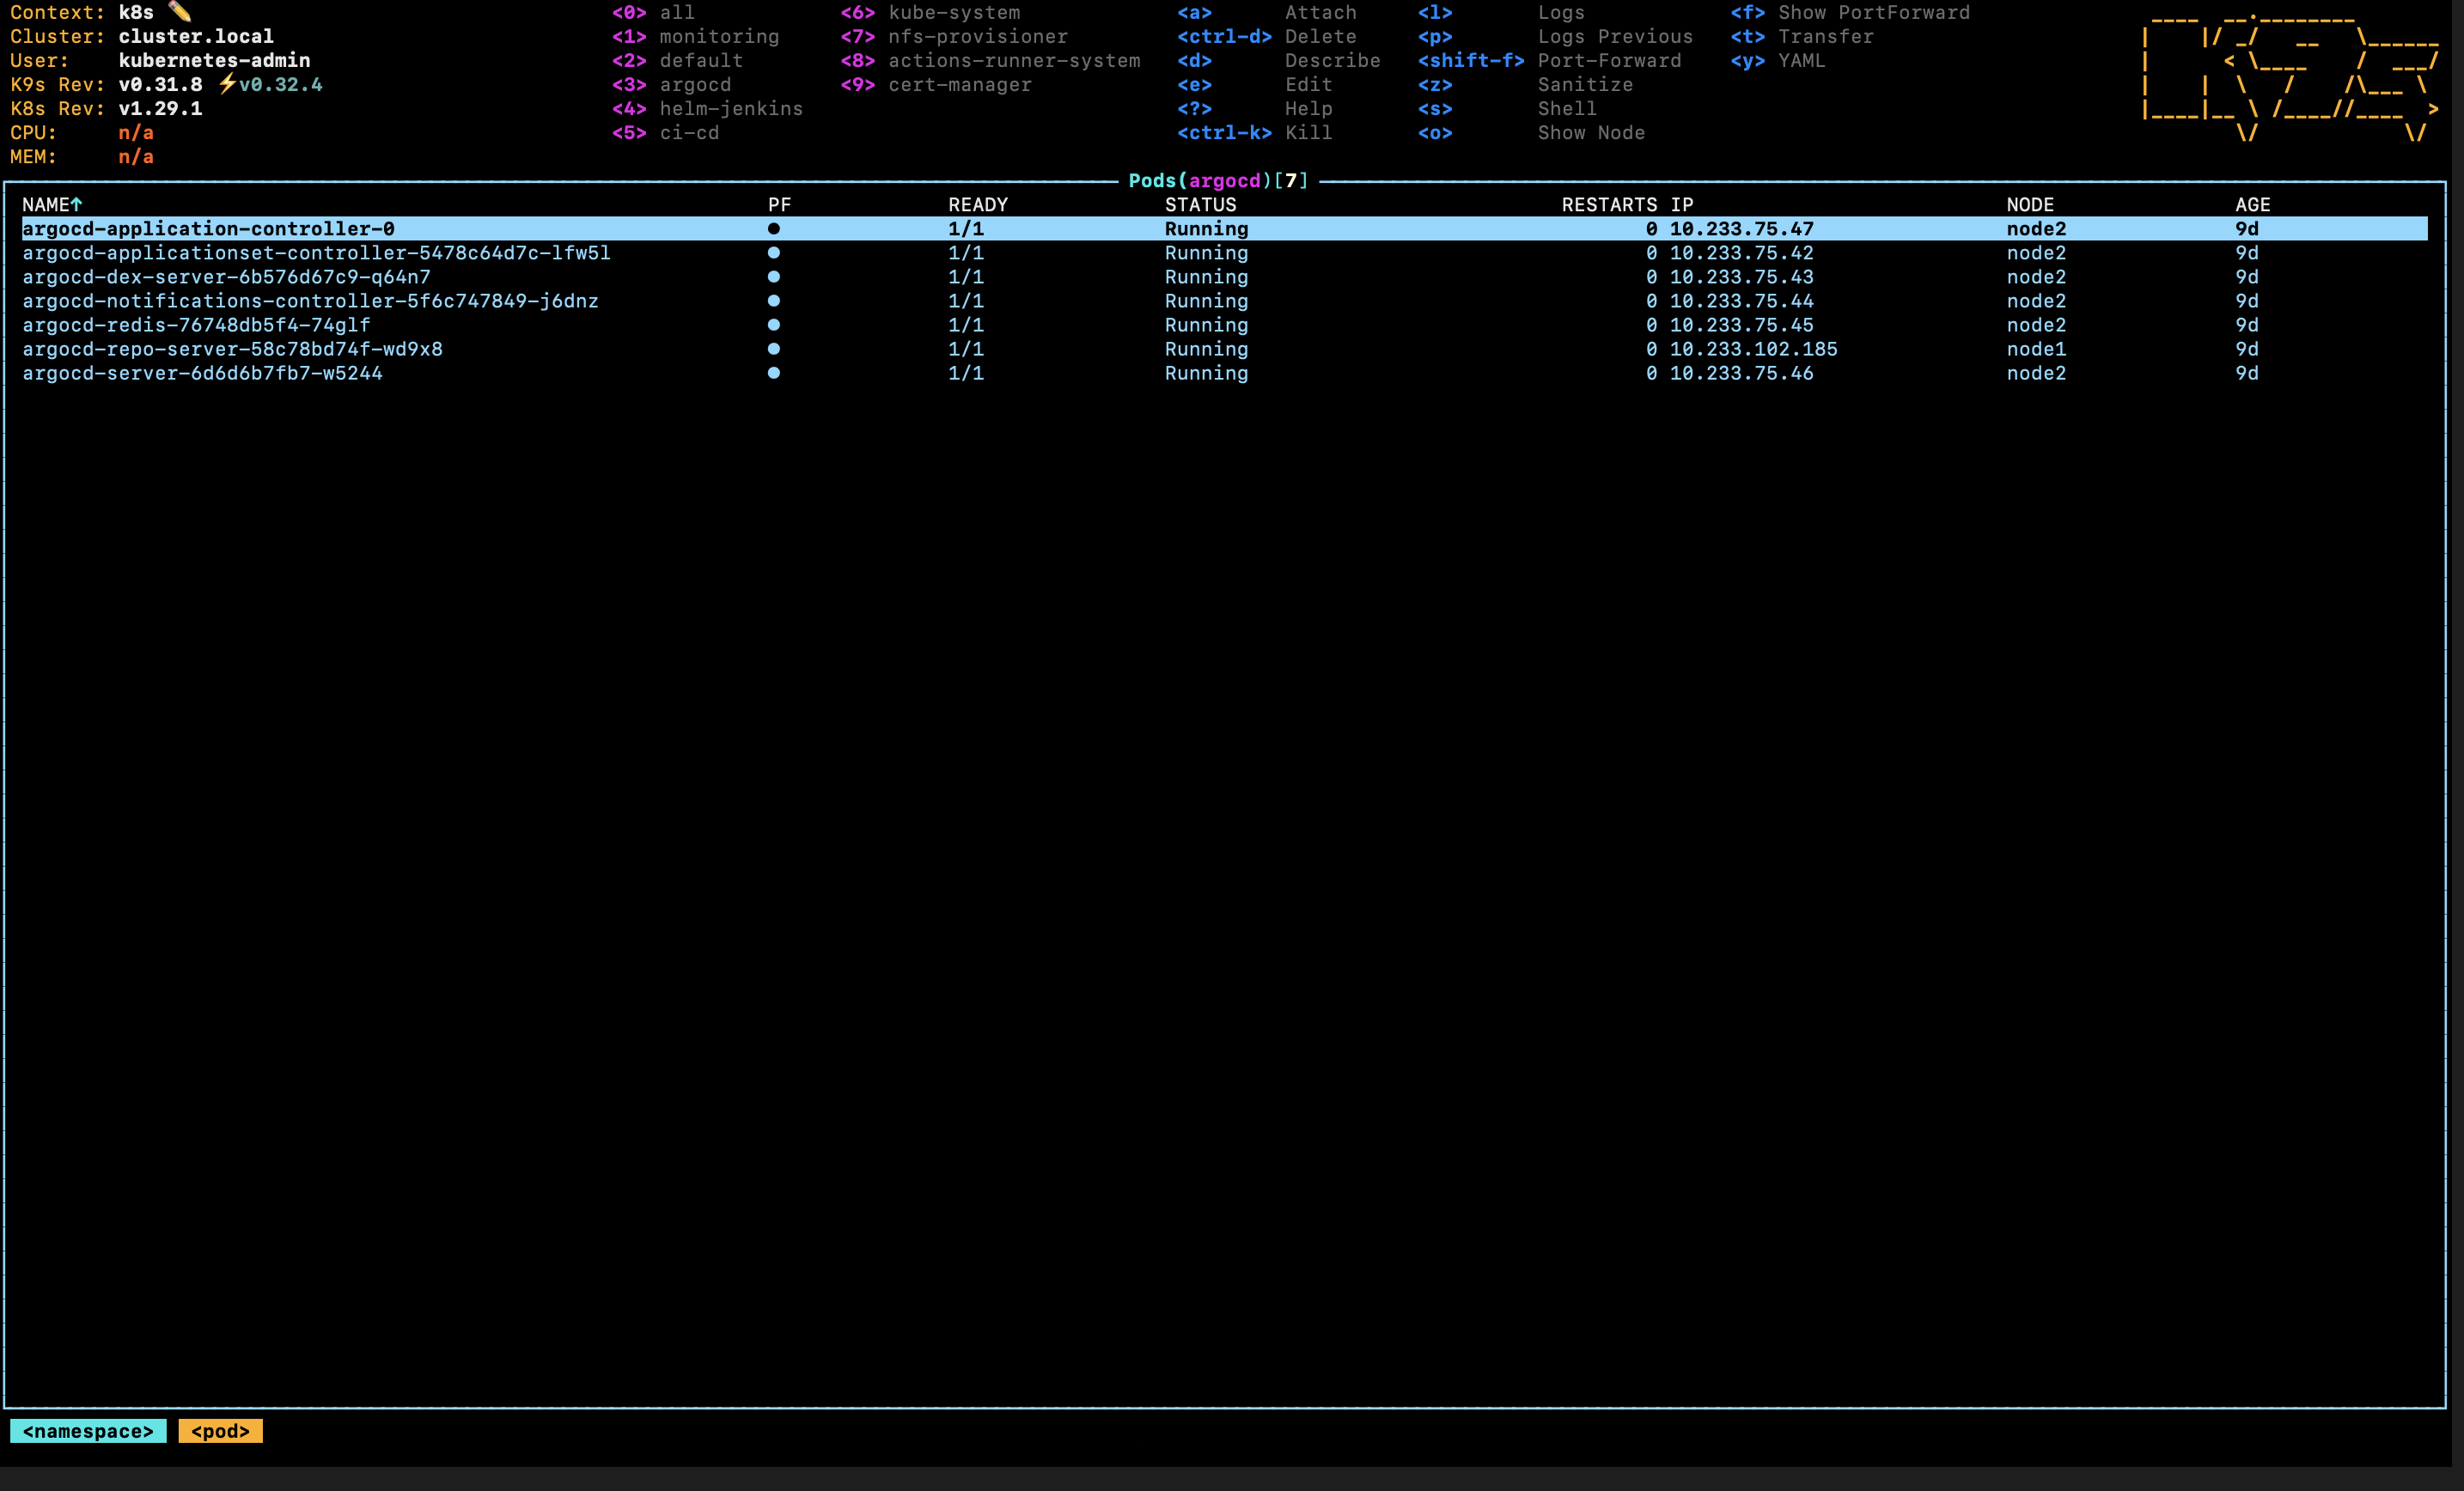 Context: k8s ✏️ <0> all <6> kube-system <a> Attach <l> Logs <f> Show PortForward
Cluster: cluster.local <1> monitoring <7> nfs-provisioner <ctrl-d> Delete <p> Logs Previous <t> Transfer
User: kubernetes-admin <2> default <8> actions-runner-system <d> Describe <shift-f> Port-Forward <y> YAML
K9s Rev: v0.31.8 ⚡v0.32.4 <3> argocd <9> cert-manager <e> Edit <z> Sanitize
K8s Rev: v1.29.1 <4> helm-jenkins <?> Help <s> Shell
CPU: n/a <5> ci-cd <ctrl-k> Kill <o> Show Node
MEM: n/a
Pods(argocd)[7]
NAME↑ PF READY STATUS RESTARTS IP NODE AGE
argocd-application-controller-0 ● 1/1 Running 0 10.233.75.47 node2 9d
argocd-applicationset-controller-5478c64d7c-lfw5l ● 1/1 Running 0 10.233.75.42 node2 9d
argocd-dex-server-6b576d67c9-q64n7 ● 1/1 Running 0 10.233.75.43 node2 9d
argocd-notifications-controller-5f6c747849-j6dnz ● 1/1 Running 0 10.233.75.44 node2 9d
argocd-redis-76748db5f4-74glf ● 1/1 Running 0 10.233.75.45 node2 9d
argocd-repo-server-58c78bd74f-wd9x8 ● 1/1 Running 0 10.233.102.185 node1 9d
argocd-server-6d6d6b7fb7-w5244 ● 1/1 Running 0 10.233.75.46 node2 9d
<namespace> <pod>